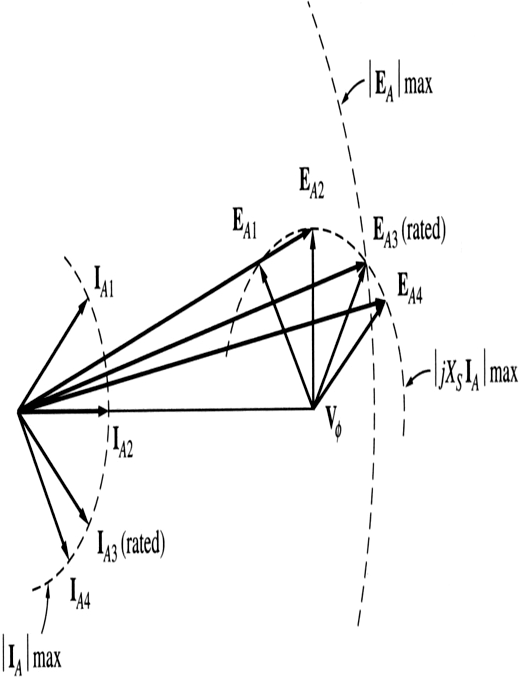 |E_A| max
E_A2
E_A1
E_A3 (rated)
I_A1
E_A4
|jX_S I_A| max
V_ϕ
I_A2
I_A3 (rated)
I_A4
|I_A| max